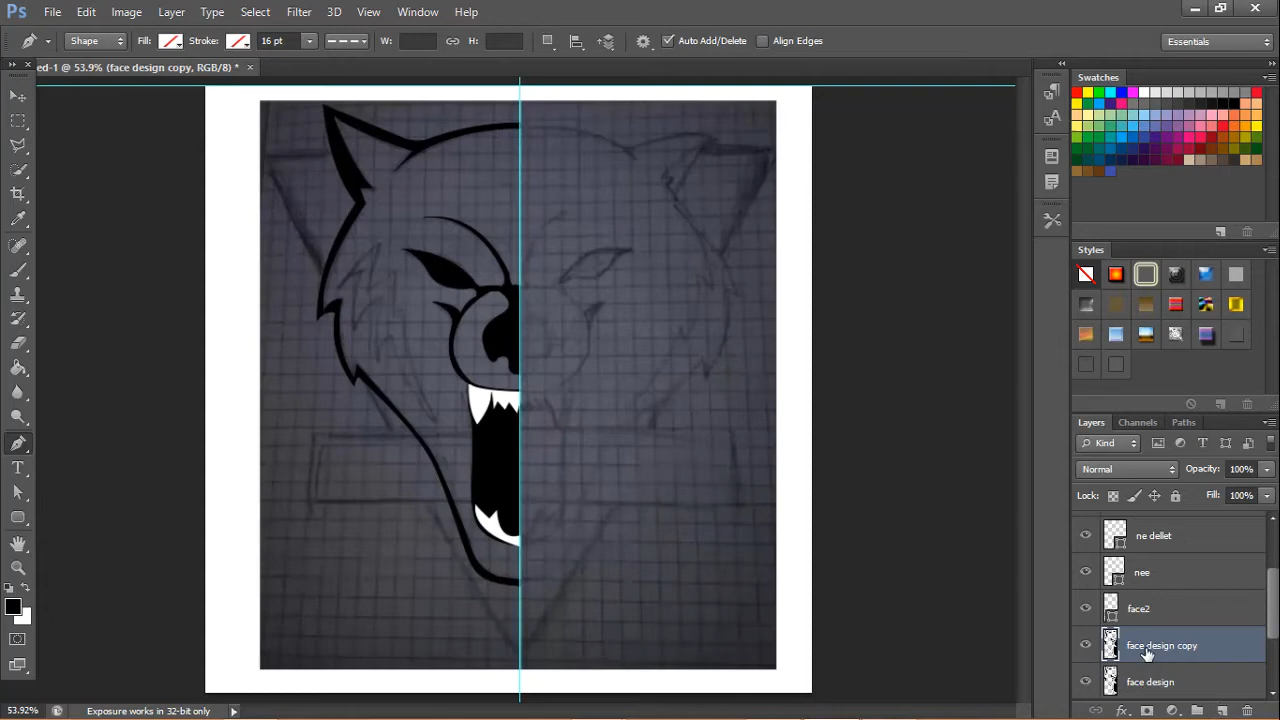 Ps File Edit Image Layer Type Select Filter 3D View Window Help
Shape Fill: Stroke: 16 pt W: H: Auto Add/Delete Align Edges Essentials
ed-1 @ 53.9% (face design copy, RGB/8) * ×
Swatches
Styles
Layers Channels Paths
Kind
Normal Opacity: 100%
Lock: Fill: 100%
ne dellet
nee
face2
face design copy
face design
53.92% Exposure works in 32-bit only